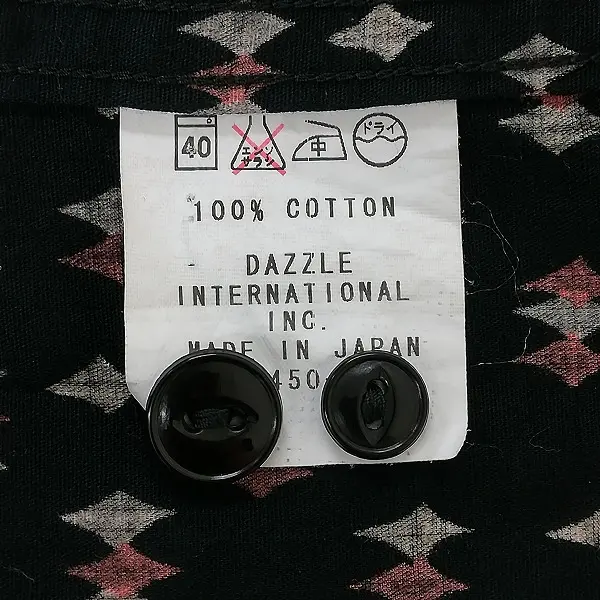 40 エンソ サラシ 中 ドライ
100% COTTON
DAZZLE
INTERNATIONAL
INC.
MADE IN JAPAN
450